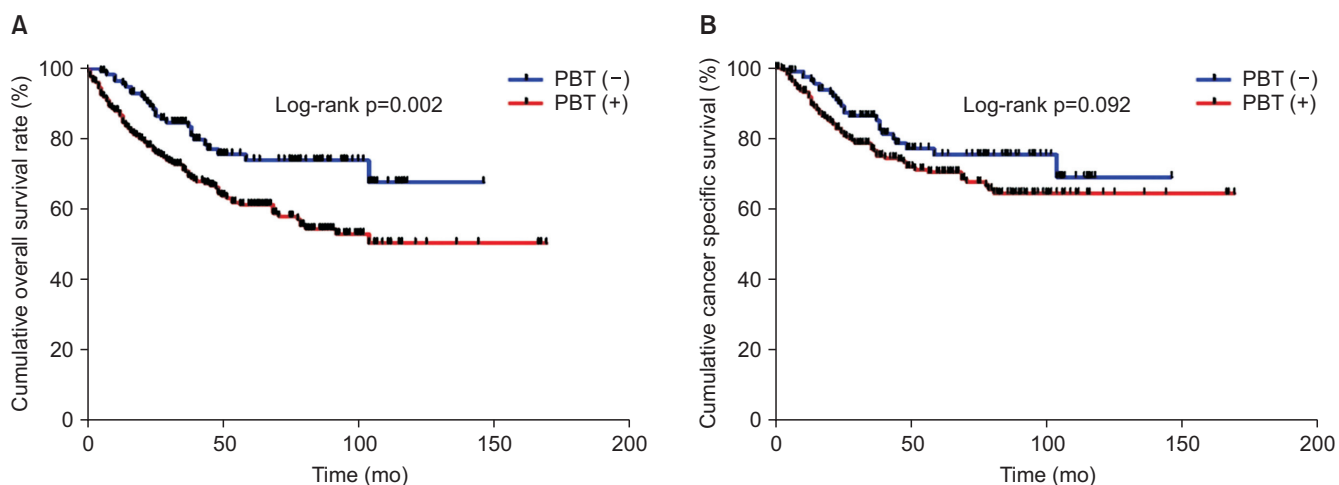 A
Cumulative overall survival rate (%)
100
80
60
40
20
0
PBT (−)
PBT (+)
Log-rank p=0.002
0 50 100 150 200
Time (mo)
B
Cumulative cancer specific survival (%)
100
80
60
40
20
0
PBT (−)
PBT (+)
Log-rank p=0.092
0 50 100 150 200
Time (mo)